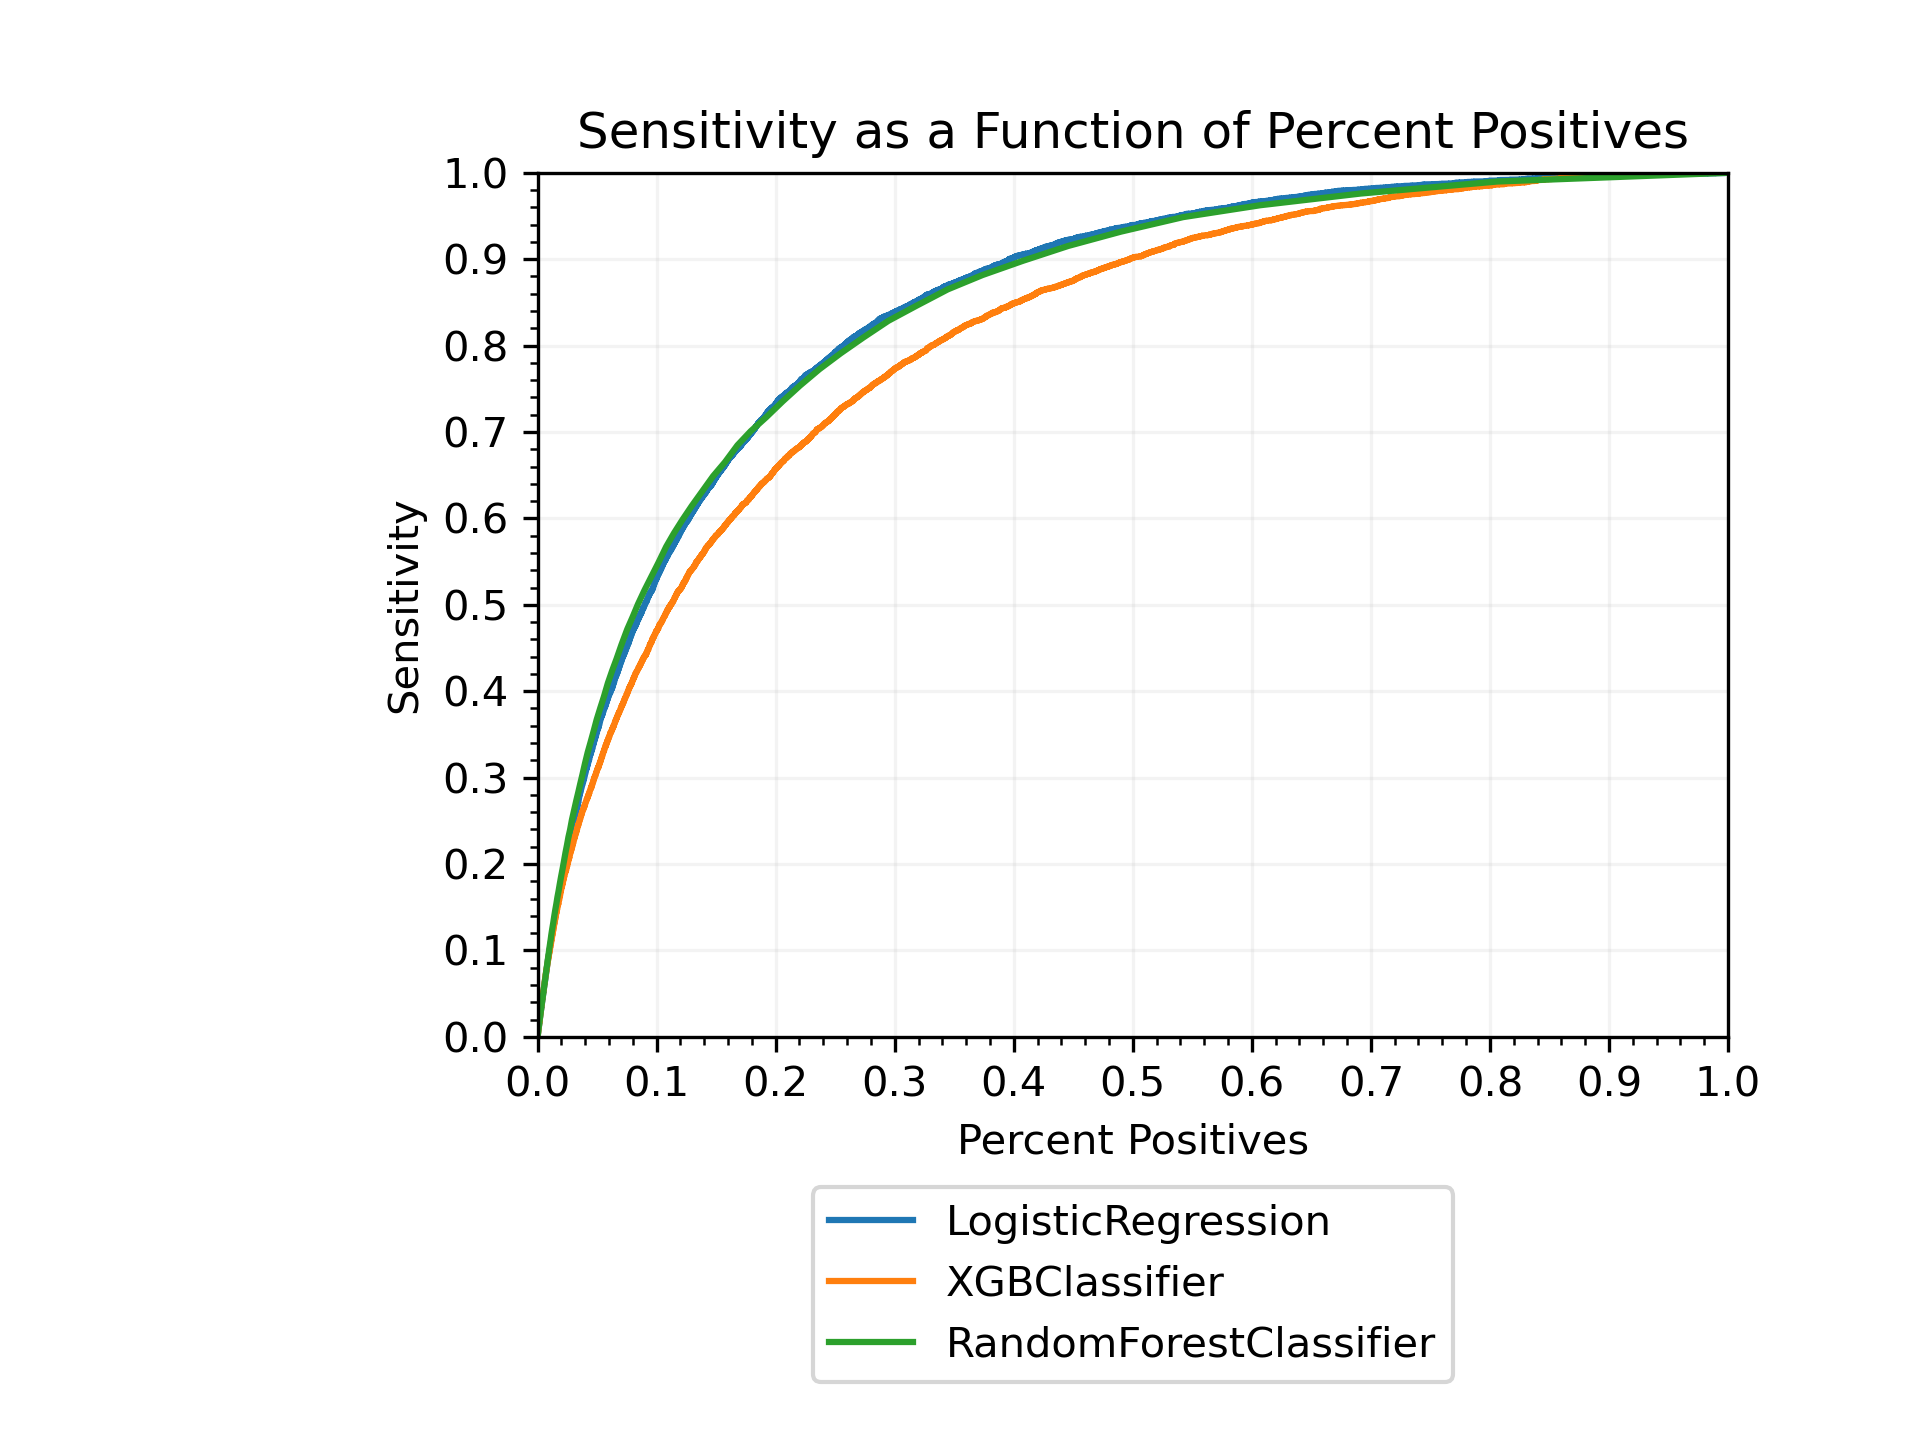 Sensitivity as a Function of Percent Positives
1.0
0.9
0.8
0.7
0.6
0.5
0.4
0.3
0.2
0.1
0.0
Sensitivity
0.0 0.1 0.2 0.3 0.4 0.5 0.6 0.7 0.8 0.9 1.0
Percent Positives
LogisticRegression
XGBClassifier
RandomForestClassifier